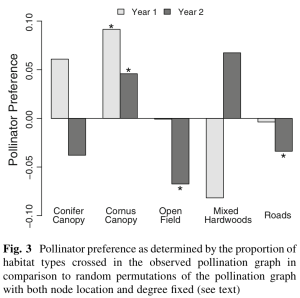 Year 1 Year 2
0.10
0.05
0.00
−0.05
−0.10
Pollinator Preference
* * * *
Conifer Canopy
Cornus Canopy
Open Field
Mixed Hardwoods
Roads
Fig. 3 Pollinator preference as determined by the proportion of
habitat types crossed in the observed pollination graph in
comparison to random permutations of the pollination graph
with both node location and degree fixed (see text)